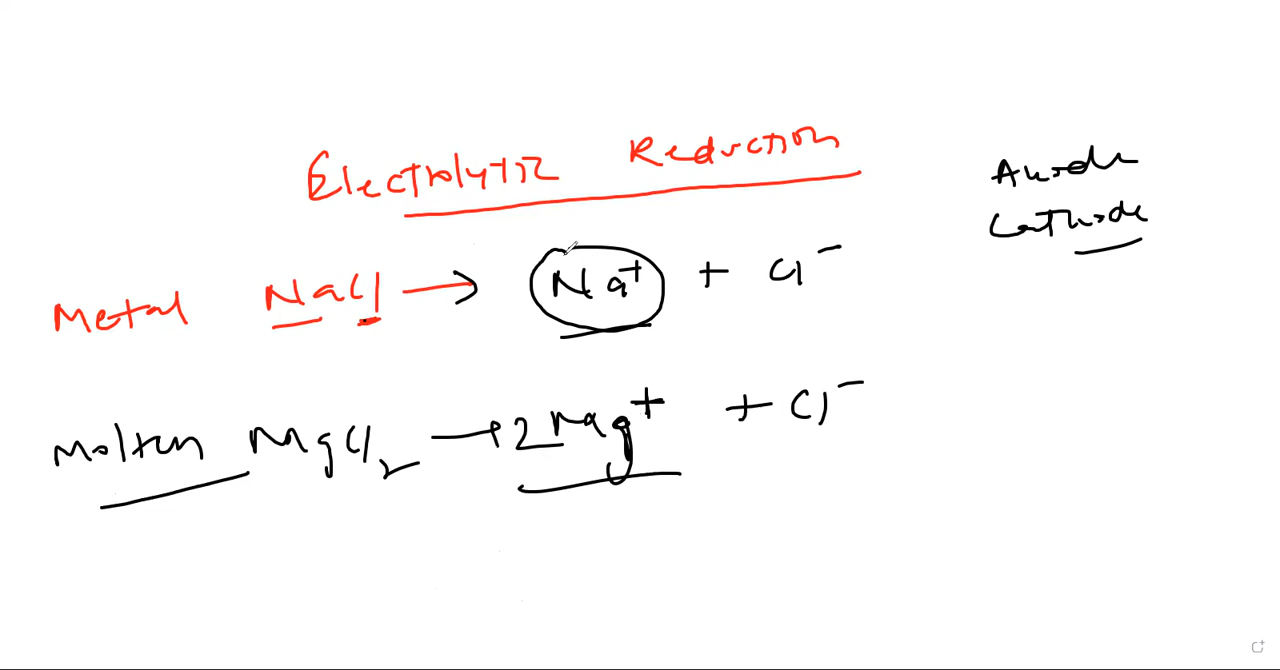 Electrolytic Reduction
Anode
Cathode
Metal NaCl → Na⁺ + Cl⁻
Molten MgCl₂ → 2Mg⁺ + Cl⁻